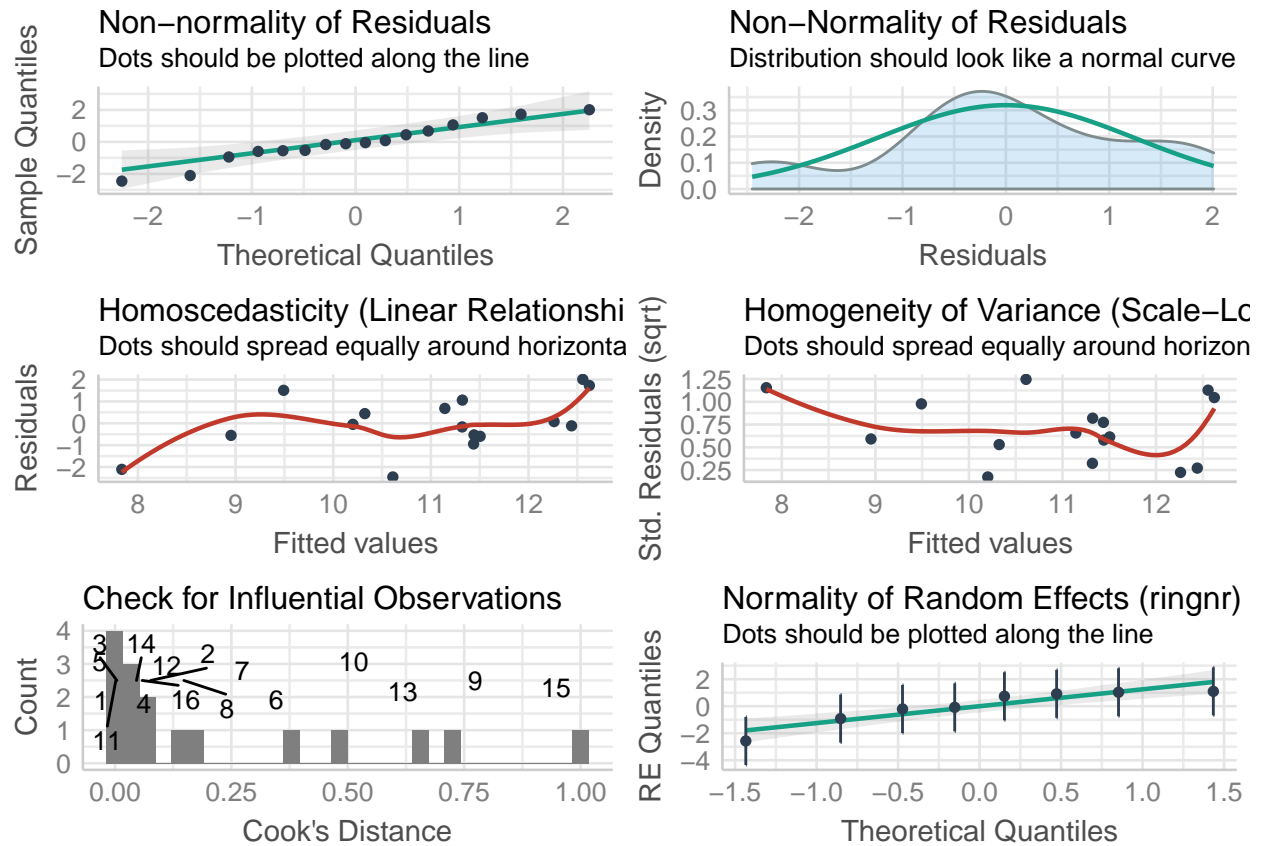 Non−normality of Residuals
Dots should be plotted along the line
Sample Quantiles
2
0
−2
−2 −1 0 1 2
Theoretical Quantiles
Non−Normality of Residuals
Distribution should look like a normal curve
Density
0.3
0.2
0.1
0.0
−2 −1 0 1 2
Residuals
Homoscedasticity (Linear Relationshi
Dots should spread equally around horizonta
Residuals
2
1
0
−1
−2
8 9 10 11 12
Fitted values
Homogeneity of Variance (Scale−Lo
Dots should spread equally around horizon
Std. Residuals (sqrt)
1.25
1.00
0.75
0.50
0.25
8 9 10 11 12
Fitted values
Check for Influential Observations
Count
4
3
2
1
0
3 14
5 12 2 7 10
1 4 16 8 6 13 9 15
11
0.00 0.25 0.50 0.75 1.00
Cook's Distance
Normality of Random Effects (ringnr)
Dots should be plotted along the line
RE Quantiles
2
0
−2
−4
−1.5 −1.0 −0.5 0.0 0.5 1.0 1.5
Theoretical Quantiles